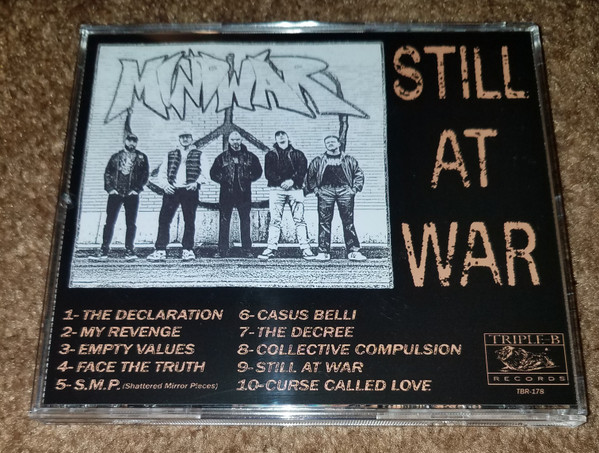 MINDWAR
STILL
AT
WAR
1- THE DECLARATION
2- MY REVENGE
3- EMPTY VALUES
4- FACE THE TRUTH
5- S.M.P. (Shattered Mirror Pieces)
6- CASUS BELLI
7- THE DECREE
8- COLLECTIVE COMPULSION
9- STILL AT WAR
10- CURSE CALLED LOVE
TRIPLE-B
RECORDS
TBR-178